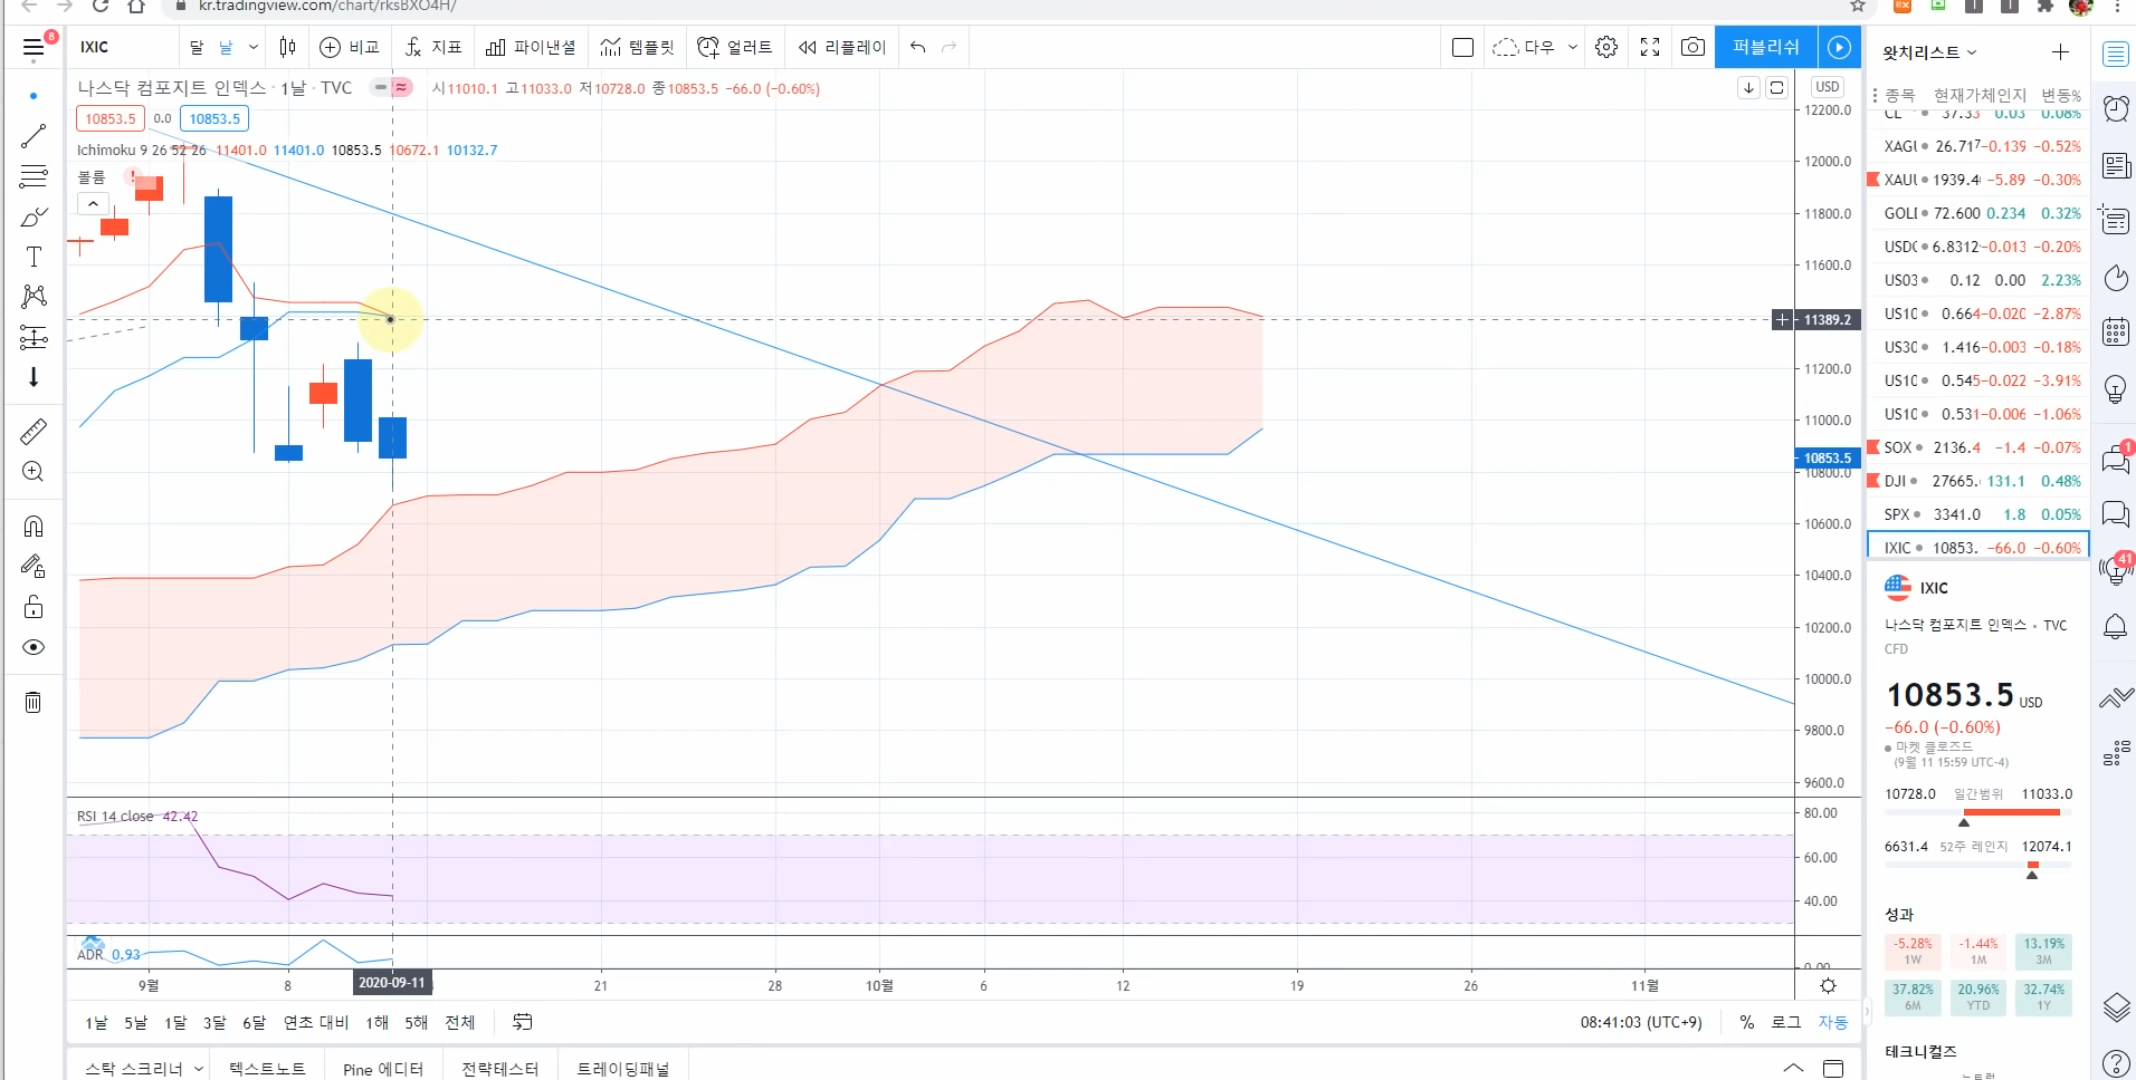 kr.tradingview.com/chart/rksBXO4H/
8
IXIC
달 날
비교
지표
파이낸셜
템플릿
얼러트
리플레이
다우
퍼블리쉬
나스닥 컴포지트 인덱스 · 1날 · TVC
시11010.1 고11033.0 저10728.0 종10853.5 -66.0 (-0.60%)
USD
10853.5 0.0 10853.5
Ichimoku 9 26 52 26 11401.0 11401.0 10853.5 10672.1 10132.7
볼륨
12200.0
12000.0
11800.0
11600.0
11389.2
11200.0
11000.0
10853.5
10800.0
10600.0
10400.0
10200.0
10000.0
9800.0
9600.0
RSI 14 close 42.42
80.00
60.00
40.00
ADR 0.93
0.00
9월 8 2020-09-11 21 28 10월 6 12 19 26 11월
1날 5날 1달 3달 6달 연초 대비 1해 5해 전체
08:41:03 (UTC+9) % 로그 자동
스탁 스크리너 텍스트노트 Pine 에디터 전략테스터 트레이딩패널
왓치리스트
종목 현재가 체인지 변동%
37.33 0.03 0.08%
XAGU 26.717 -0.139 -0.52%
XAUU 1939.4 -5.89 -0.30%
GOLD 72.600 0.234 0.32%
USDC 6.8312 -0.013 -0.20%
US03 0.12 0.00 2.23%
US10 0.664 -0.020 -2.87%
US30 1.416 -0.003 -0.18%
US10 0.545 -0.022 -3.91%
US10 0.531 -0.006 -1.06%
SOX 2136.4 -1.4 -0.07%
DJI 27665. 131.1 0.48%
SPX 3341.0 1.8 0.05%
IXIC 10853. -66.0 -0.60%
IXIC
나스닥 컴포지트 인덱스 · TVC
CFD
10853.5 USD
-66.0 (-0.60%)
마켓 클로즈드
(9월 11 15:59 UTC-4)
10728.0 일간범위 11033.0
6631.4 52주 레인지 12074.1
성과
-5.28% -1.44% 13.19%
1W 1M 3M
37.82% 20.96% 32.74%
6M YTD 1Y
테크니컬즈
1
41